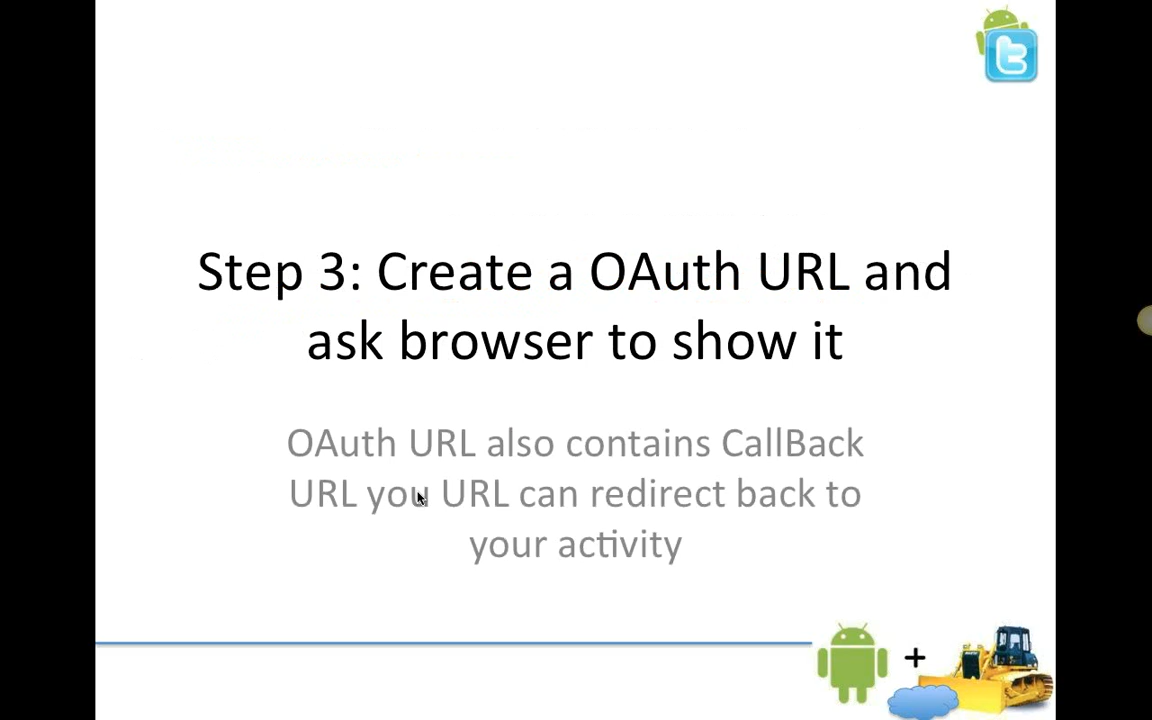 Step 3: Create a OAuth URL and
ask browser to show it
OAuth URL also contains CallBack
URL you URL can redirect back to
your activity
+